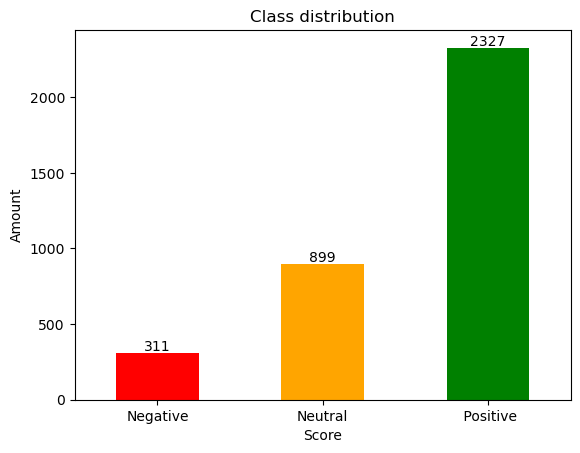 Class distribution
2327
2000
1500
1000
899
500
311
0
Amount
Negative
Neutral
Positive
Score